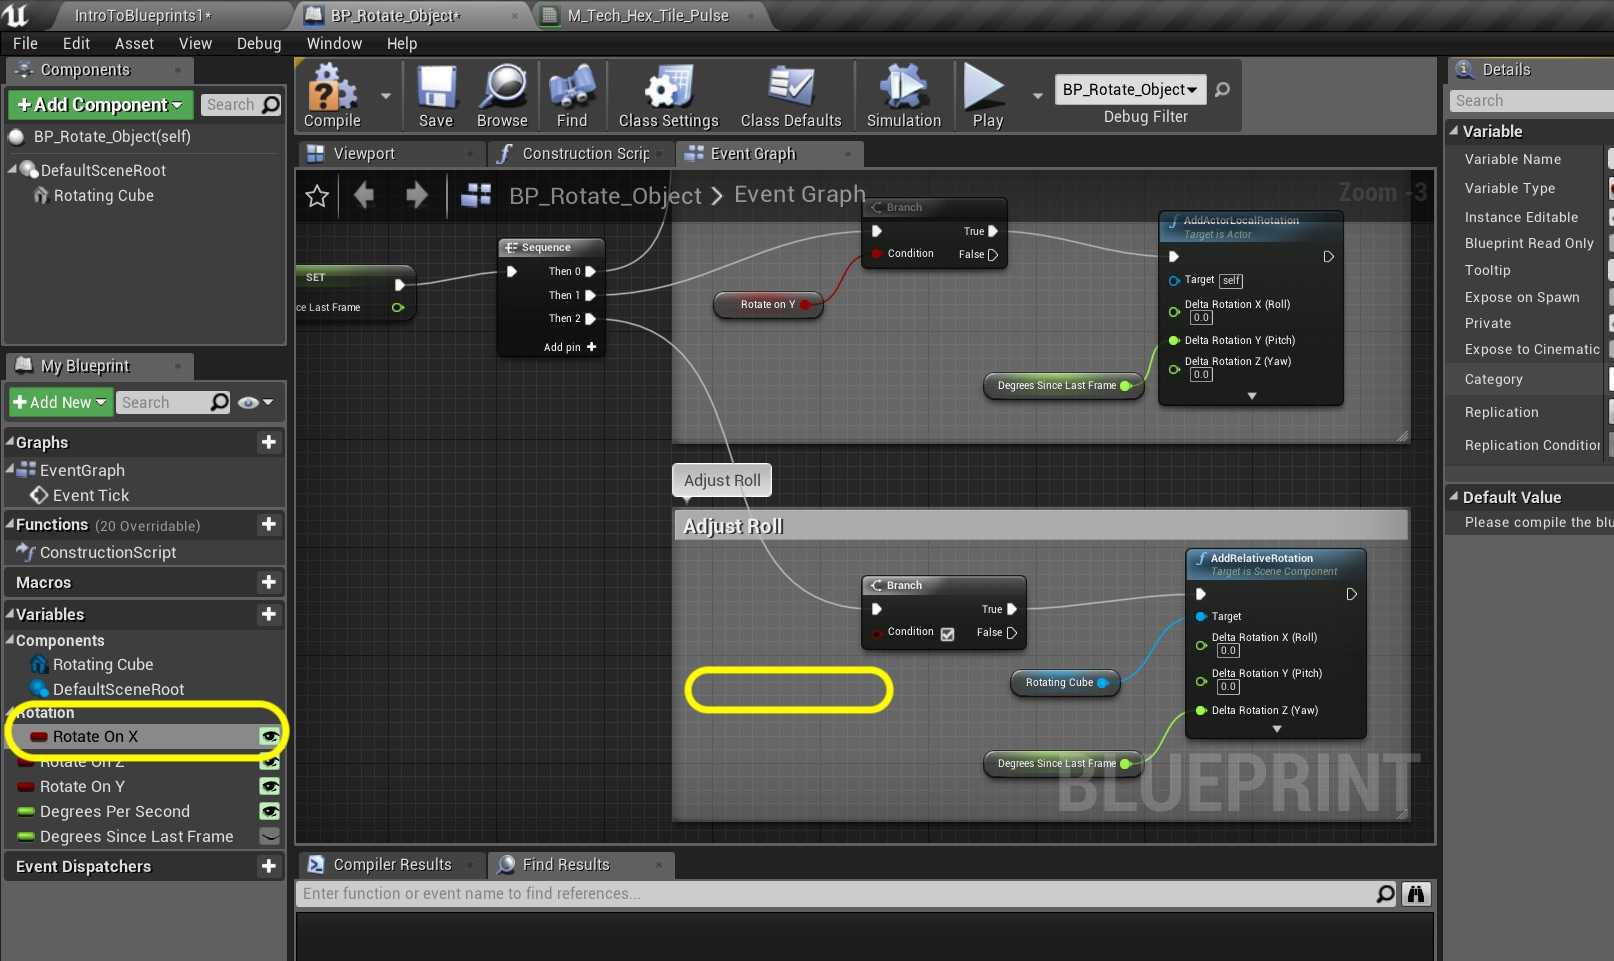 IntroToBlueprints1*
BP_Rotate_Object*
M_Tech_Hex_Tile_Pulse
File Edit Asset View Debug Window Help
Components
+Add Component
Search
BP_Rotate_Object(self)
DefaultSceneRoot
Rotating Cube
Compile
Save
Browse
Find
Class Settings
Class Defaults
Simulation
Play
BP_Rotate_Object
Debug Filter
Viewport
Construction Scrip
Event Graph
BP_Rotate_Object > Event Graph
Zoom -3
SET
ce Last Frame
Sequence
Then 0
Then 1
Then 2
Add pin +
Branch
True
Condition
False
Rotate on Y
Degrees Since Last Frame
AddActorLocalRotation
Target is Actor
Target self
Delta Rotation X (Roll)
0.0
Delta Rotation Y (Pitch)
Delta Rotation Z (Yaw)
0.0
Adjust Roll
Adjust Roll
Branch
True
Condition
False
Rotating Cube
Degrees Since Last Frame
AddRelativeRotation
Target is Scene Component
Target
Delta Rotation X (Roll)
0.0
Delta Rotation Y (Pitch)
0.0
Delta Rotation Z (Yaw)
BLUEPRINT
My Blueprint
+Add New
Search
Graphs
EventGraph
Event Tick
Functions (20 Overridable)
ConstructionScript
Macros
Variables
Components
Rotating Cube
DefaultSceneRoot
Rotation
Rotate On X
Rotate On Z
Rotate On Y
Degrees Per Second
Degrees Since Last Frame
Event Dispatchers
Compiler Results
Find Results
Enter function or event name to find references...
Details
Search
Variable
Variable Name
Variable Type
Instance Editable
Blueprint Read Only
Tooltip
Expose on Spawn
Private
Expose to Cinematic
Category
Replication
Replication Condition
Default Value
Please compile the blu